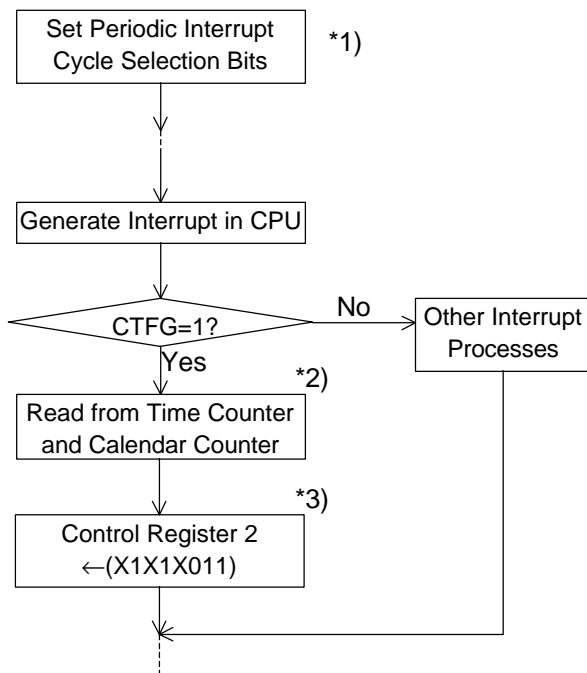 Set Periodic Interrupt
Cycle Selection Bits
*1)
Generate Interrupt in CPU
CTFG=1?
No
Other Interrupt
Processes
Yes
*2)
Read from Time Counter
and Calendar Counter
*3)
Control Register 2
←(X1X1X011)